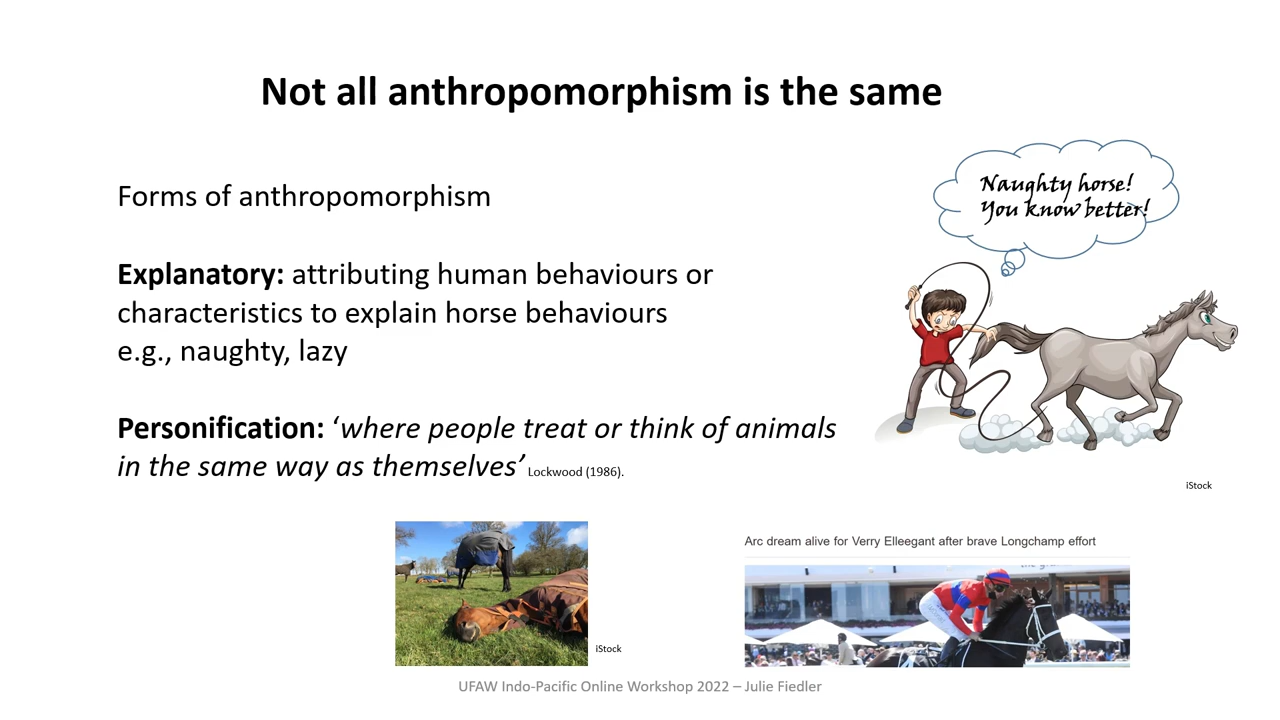 Not all anthropomorphism is the same
Forms of anthropomorphism
Explanatory: attributing human behaviours or
characteristics to explain horse behaviours
e.g., naughty, lazy
Personification: ‘where people treat or think of animals
in the same way as themselves’ Lockwood (1986).
Naughty horse!
You know better!
iStock
iStock
Arc dream alive for Verry Elleegant after brave Longchamp effort
UFAW Indo-Pacific Online Workshop 2022 – Julie Fiedler